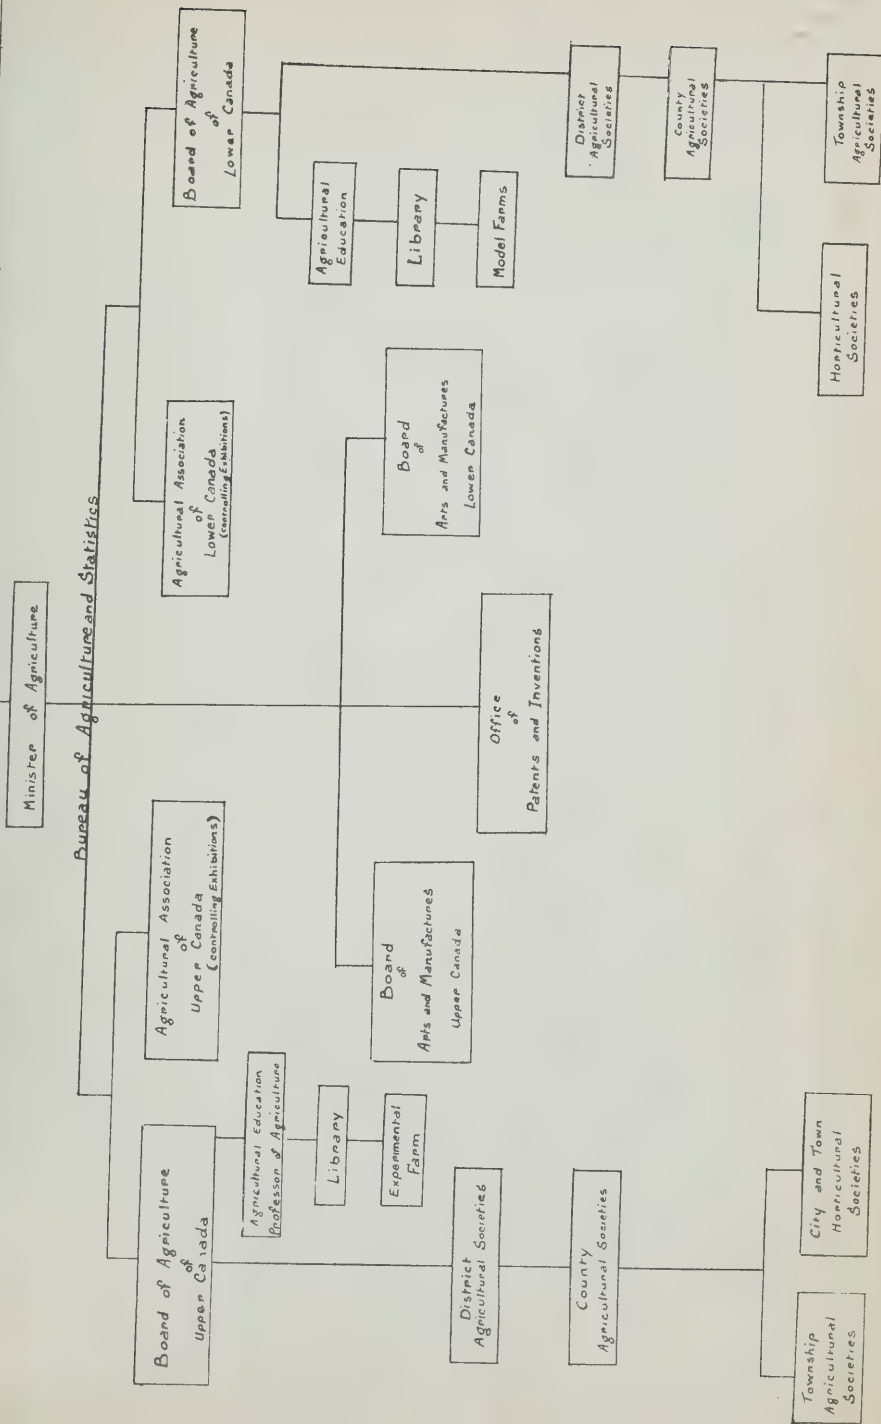 Minister of Agriculture
Bureau of Agriculture and Statistics
Board of Agriculture
of
Upper Canada
Agricultural Association
of
Upper Canada
(controlling Exhibitions)
Agricultural Association
of
Lower Canada
(controlling Exhibitions)
Board of Agriculture
of
Lower Canada
Agricultural Education
Professor of Agriculture
Library
Experimental
Farm
Board
of
Arts and Manufactures
Upper Canada
Office
of
Patents and Inventions
Board
of
Arts and Manufactures
Lower Canada
Agricultural
Education
Library
Model Farms
District
Agricultural Societies
County
Agricultural Societies
Township
Agricultural
Societies
City and Town
Horticultural
Societies
District
Agricultural
Societies
County
Agricultural
Societies
Horticultural
Societies
Township
Agricultural
Societies